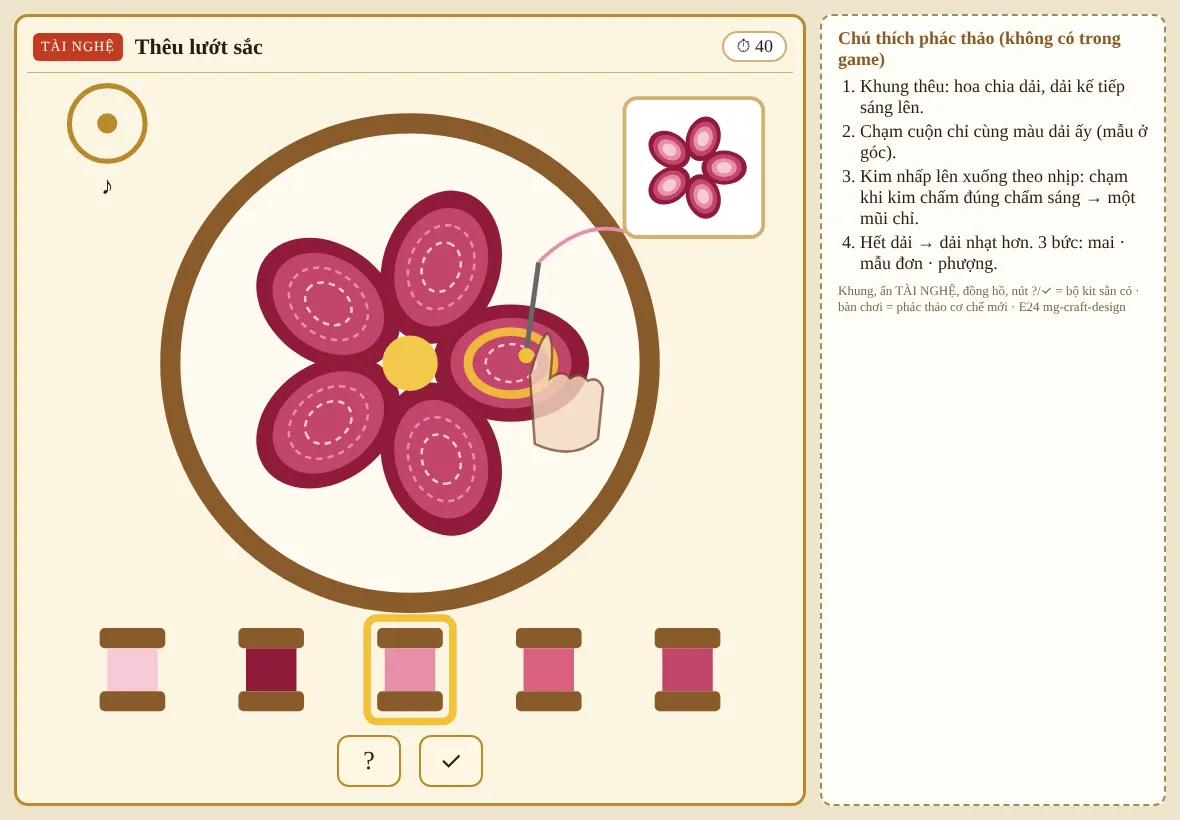 TÀI NGHỆ Thêu lướt sắc
⏱ 40
♪
?
✓
Chú thích phác thảo (không có trong
game)
1. Khung thêu: hoa chia dải, dải kế tiếp
sáng lên.
2. Chạm cuộn chỉ cùng màu dải ấy (mẫu ở
góc).
3. Kim nhấp lên xuống theo nhịp: chạm
khi kim chấm đúng chấm sáng → một
mũi chỉ.
4. Hết dải → dải nhạt hơn. 3 bức: mai ·
mẫu đơn · phượng.
Khung, ấn TÀI NGHỆ, đồng hồ, nút ?/✓ = bộ kit sẵn có ·
bàn chơi = phác thảo cơ chế mới · E24 mg-craft-design